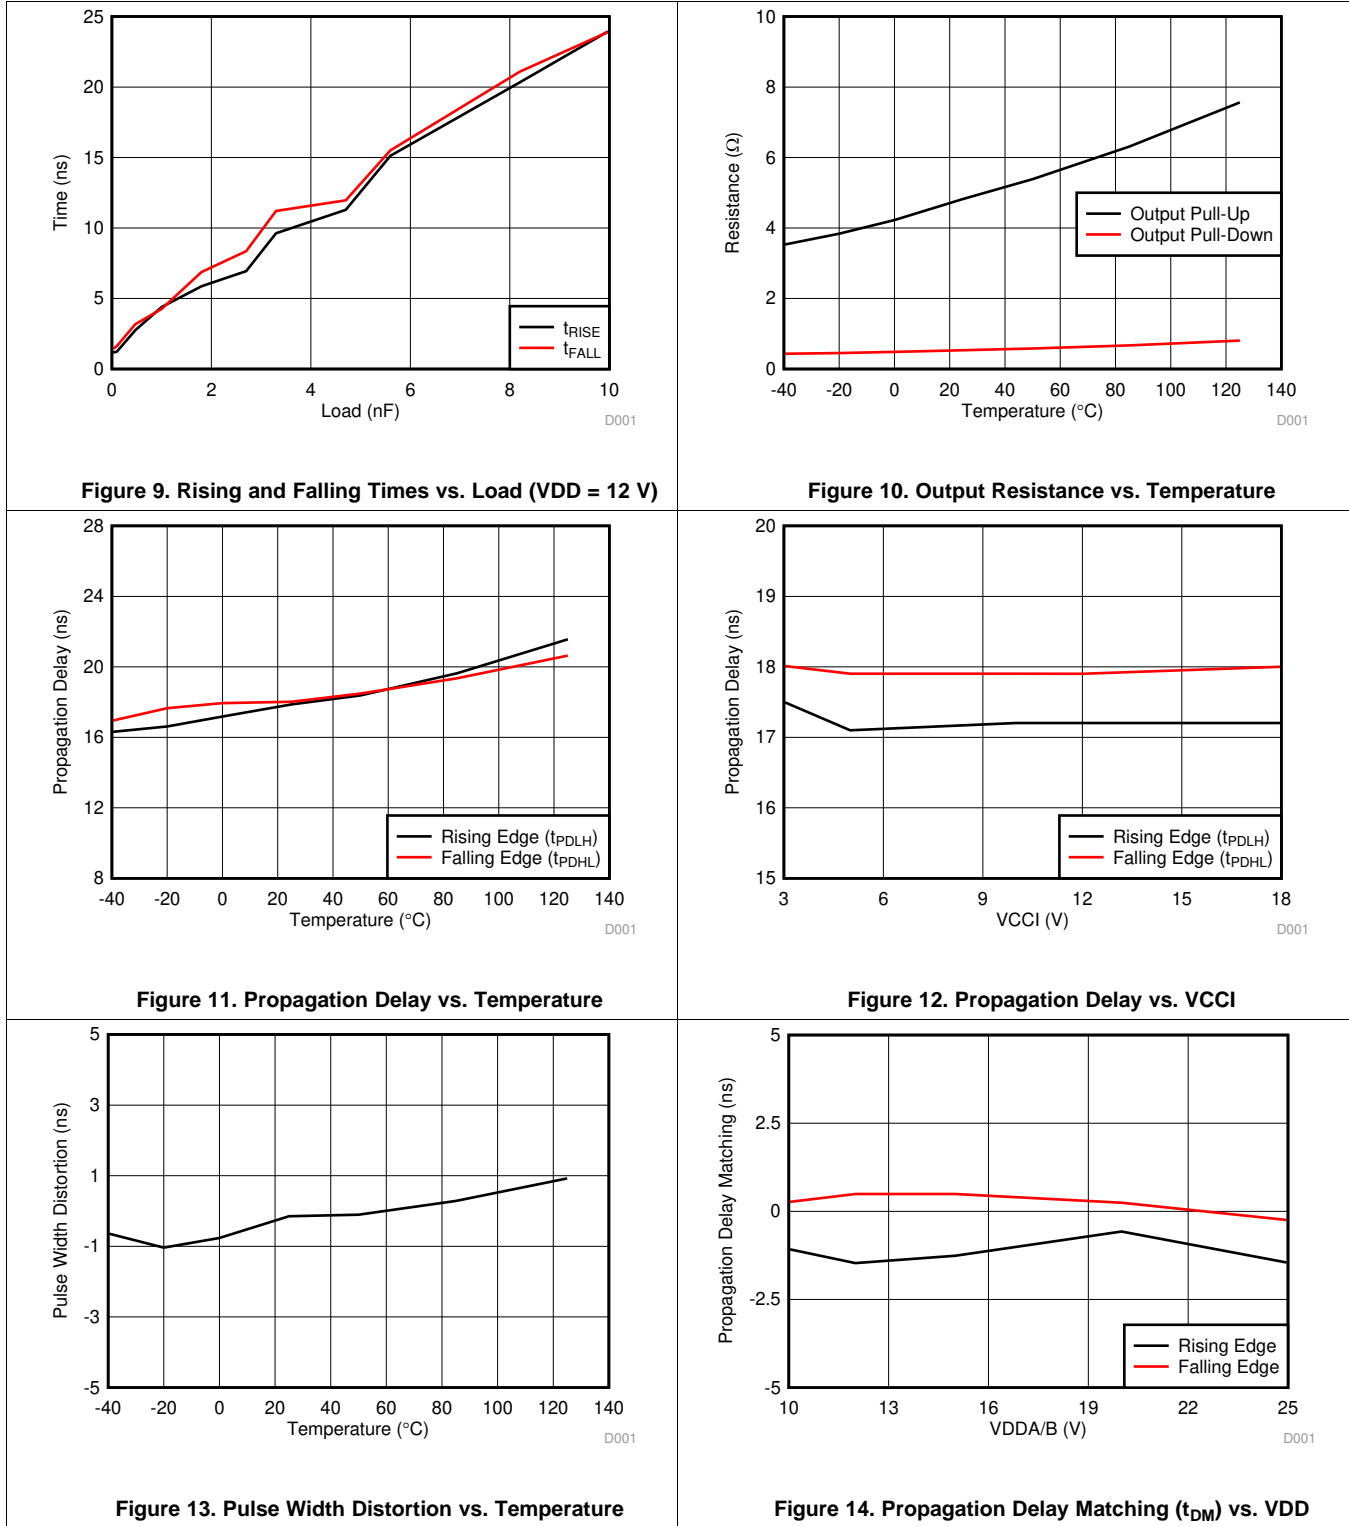 25
20
15
10
5
0
Time (ns)
0 2 4 6 8 10
Load (nF)
tRISE
tFALL
D001
Figure 9. Rising and Falling Times vs. Load (VDD = 12 V)
10
8
6
4
2
0
Resistance (Ω)
-40 -20 0 20 40 60 80 100 120 140
Temperature (°C)
Output Pull-Up
Output Pull-Down
D001
Figure 10. Output Resistance vs. Temperature
28
24
20
16
12
8
Propagation Delay (ns)
-40 -20 0 20 40 60 80 100 120 140
Temperature (°C)
Rising Edge (tPDLH)
Falling Edge (tPDHL)
D001
Figure 11. Propagation Delay vs. Temperature
20
19
18
17
16
15
Propagation Delay (ns)
3 6 9 12 15 18
VCCI (V)
Rising Edge (tPDLH)
Falling Edge (tPDHL)
D001
Figure 12. Propagation Delay vs. VCCI
5
3
1
-1
-3
-5
Pulse Width Distortion (ns)
-40 -20 0 20 40 60 80 100 120 140
Temperature (°C)
D001
Figure 13. Pulse Width Distortion vs. Temperature
5
2.5
0
-2.5
-5
Propagation Delay Matching (ns)
10 13 16 19 22 25
VDDA/B (V)
Rising Edge
Falling Edge
D001
Figure 14. Propagation Delay Matching (tDM) vs. VDD